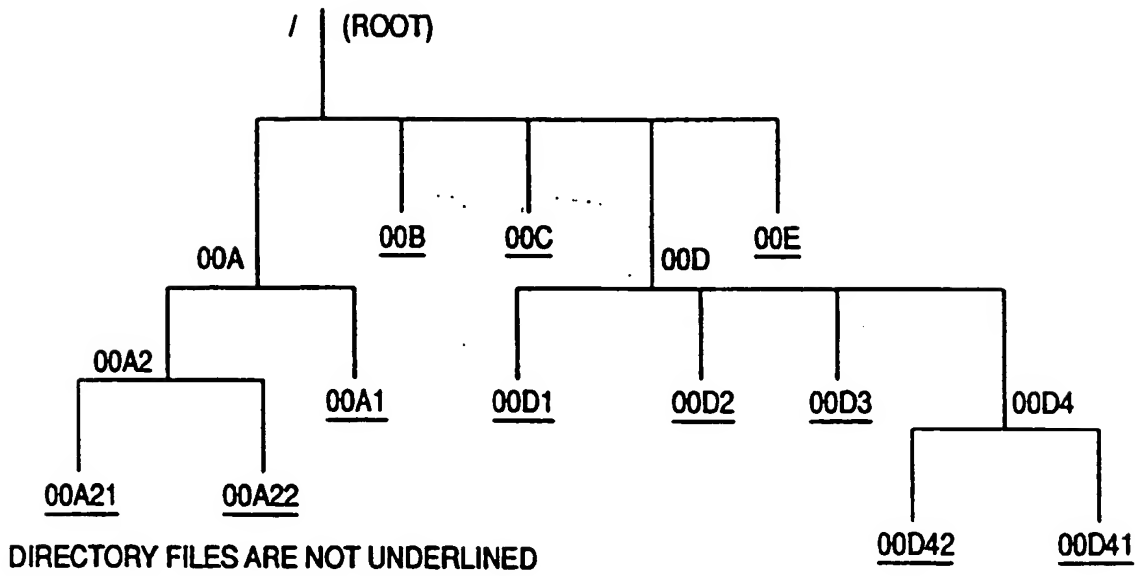 / (ROOT)
00B 00C 00E
00A 00D
00A2
00A1 00D1 00D2 00D3 00D4
00A21 00A22
00D42 00D41
DIRECTORY FILES ARE NOT UNDERLINED